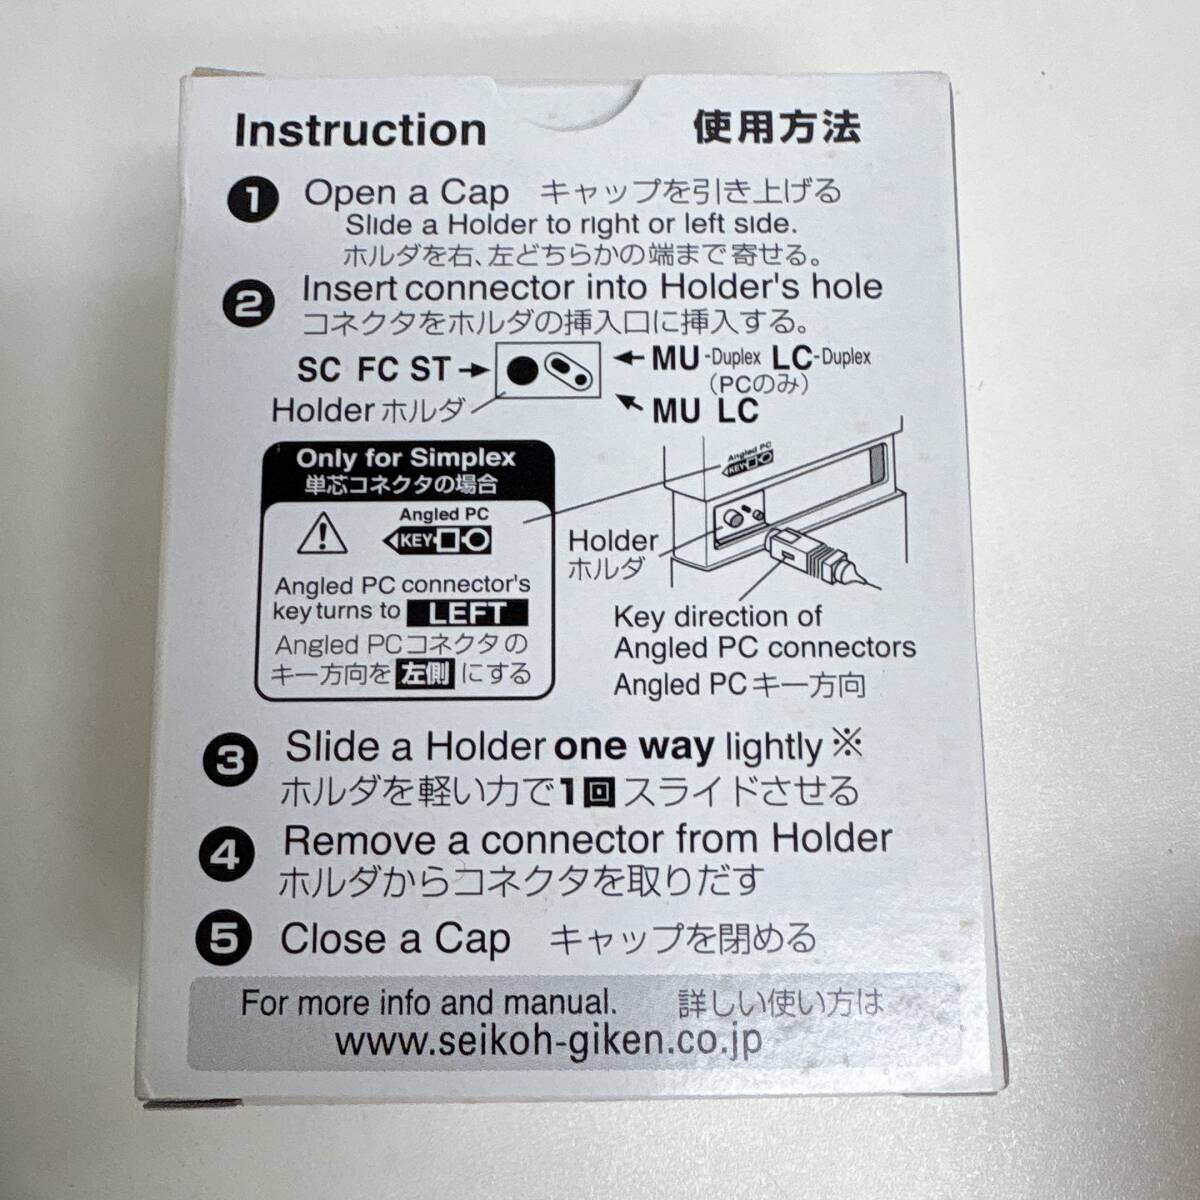 Instruction 使用方法
1 Open a Cap キャップを引き上げる
Slide a Holder to right or left side.
ホルダを右、左どちらかの端まで寄せる。
2 Insert connector into Holder's hole
コネクタをホルダの挿入口に挿入する。
SC FC ST
MU-Duplex LC-Duplex
(PCのみ)
Holder ホルダ
MU LC
Only for Simplex
単芯コネクタの場合
Angled PC
KEY
Angled PC connector's
key turns to LEFT
Angled PCコネクタの
キー方向を 左側 にする
Angled PC
KEY
Holder
ホルダ
Key direction of
Angled PC connectors
Angled PC キー方向
3 Slide a Holder one way lightly※
ホルダを軽い力で1回スライドさせる
4 Remove a connector from Holder
ホルダからコネクタを取りだす
5 Close a Cap キャップを閉める
For more info and manual. 詳しい使い方は
www.seikoh-giken.co.jp